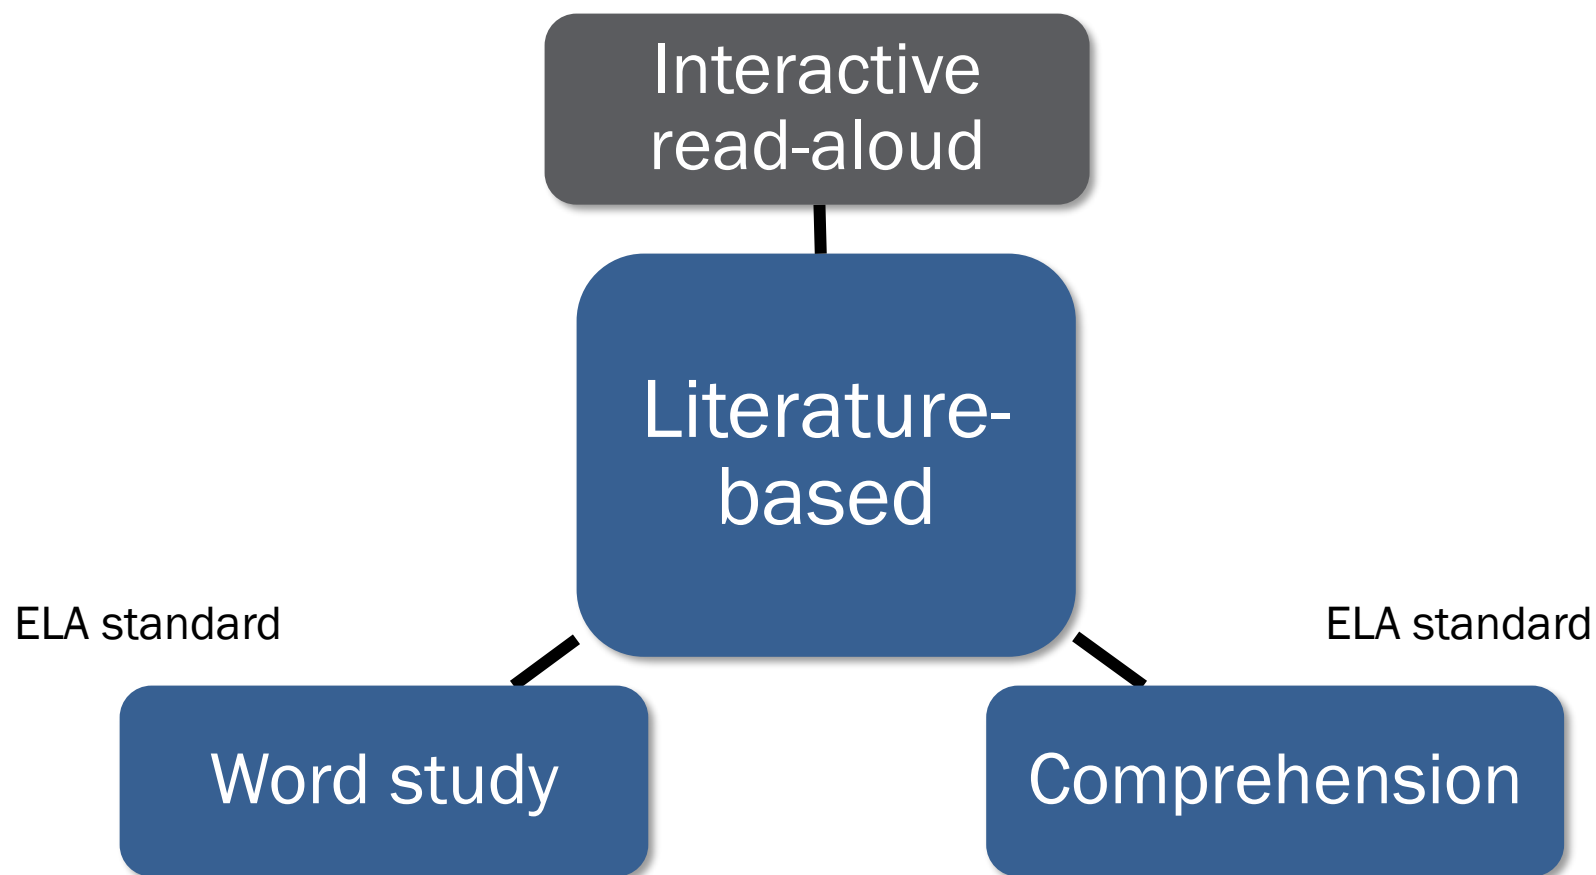 Interactive
read-aloud
Literature-
based
ELA standard
ELA standard
Word study
Comprehension